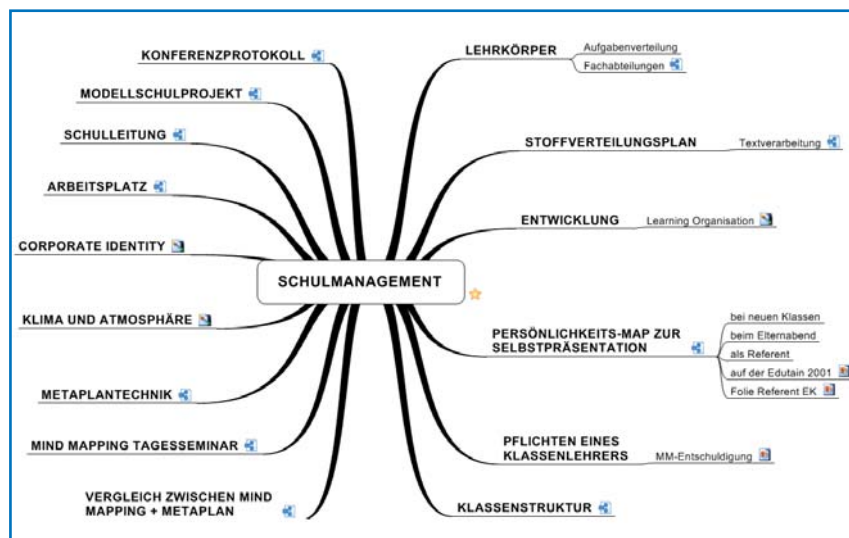 KONFERENZPROTOKOLL
MODELLSCHULPROJEKT
SCHULLEITUNG
ARBEITSPLATZ
CORPORATE IDENTITY
KLIMA UND ATMOSPHÄRE
METAPLANTECHNIK
MIND MAPPING TAGESSEMINAR
VERGLEICH ZWISCHEN MIND
MAPPING + METAPLAN
SCHULMANAGEMENT
LEHRKÖRPER
Aufgabenverteilung
Fachabteilungen
STOFFVERTEILUNGSPLAN
Textverarbeitung
ENTWICKLUNG
Learning Organisation
PERSÖNLICHKEITS-MAP ZUR
SELBSTPRÄSENTATION
bei neuen Klassen
beim Elternabend
als Referent
auf der Edutain 2001
Folie Referent EK
PFLICHTEN EINES
KLASSENLEHRERS
MM-Entschuldigung
KLASSENSTRUKTUR